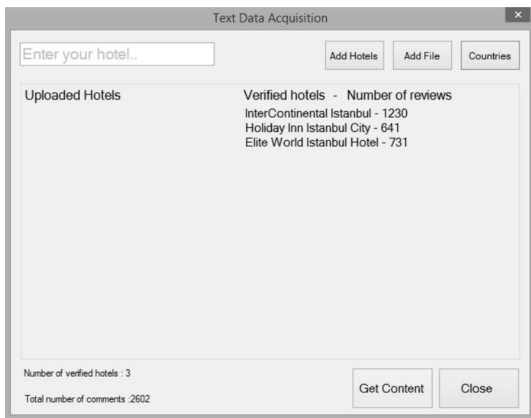 Text Data Acquisition
×
Enter your hotel..
Add Hotels
Add File
Countries
Uploaded Hotels
Verified hotels - Number of reviews
InterContinental Istanbul - 1230
Holiday Inn Istanbul City - 641
Elite World Istanbul Hotel - 731
Number of verified hotels : 3
Total number of comments :2602
Get Content
Close